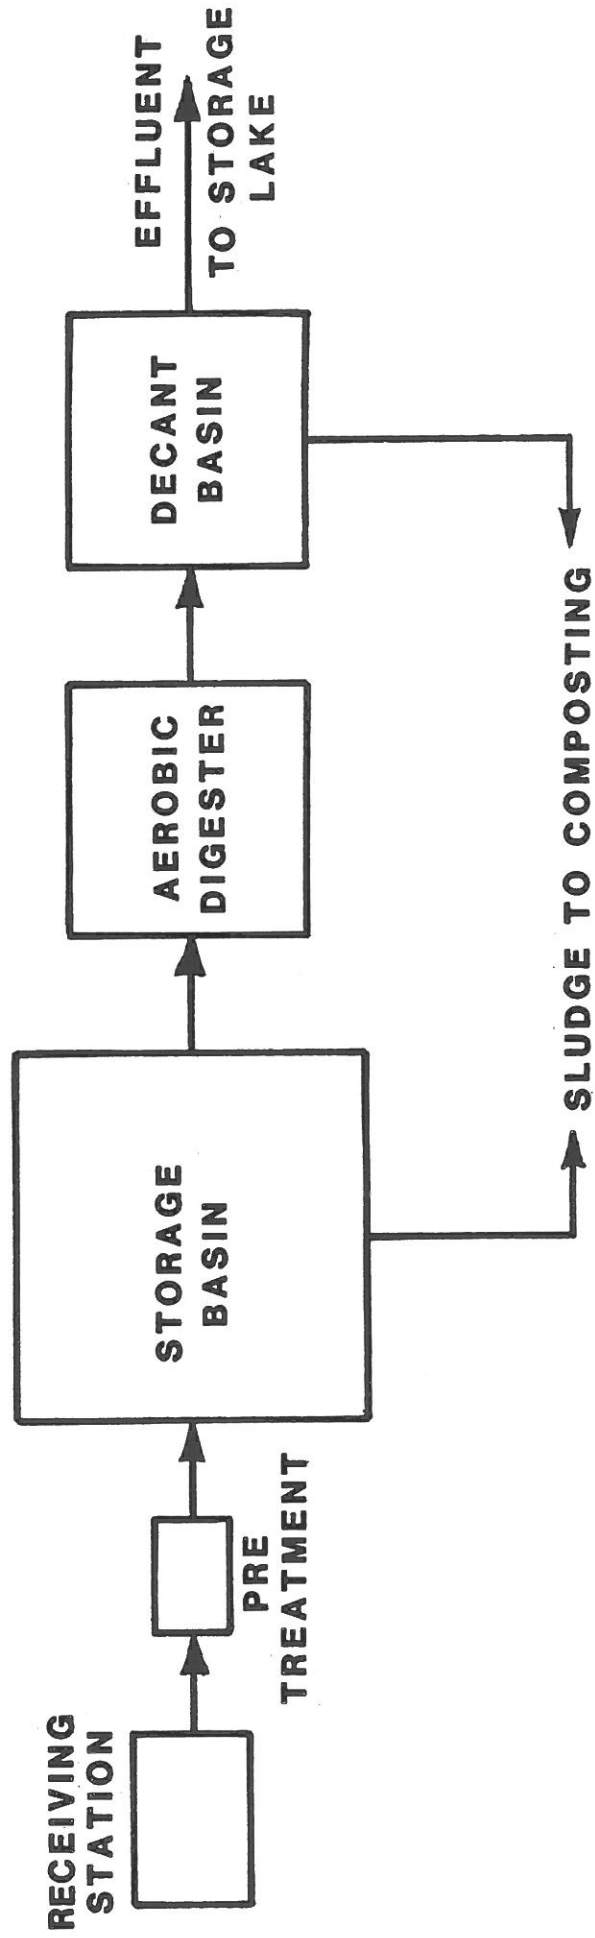 RECEIVING
STATION
PRE
TREATMENT
STORAGE
BASIN
AEROBIC
DIGESTER
DECANT
BASIN
EFFLUENT
TO STORAGE
LAKE
SLUDGE TO COMPOSTING